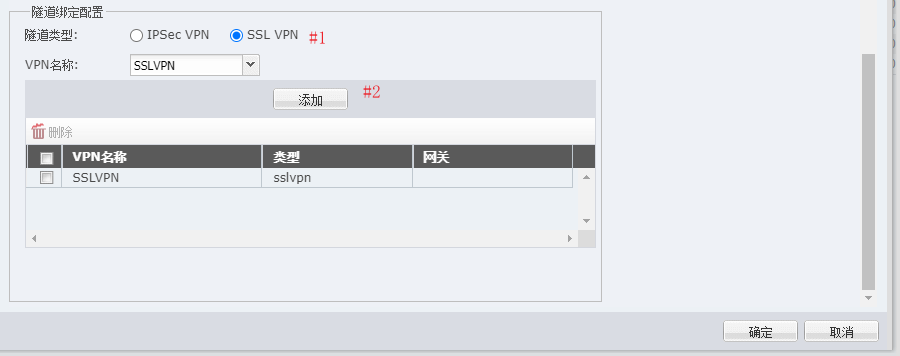 隧道绑定配置
隧道类型: IPSec VPN SSL VPN #1
VPN名称: SSLVPN
添加 #2
删除
VPN名称 类型 网关
SSLVPN sslvpn
确定 取消